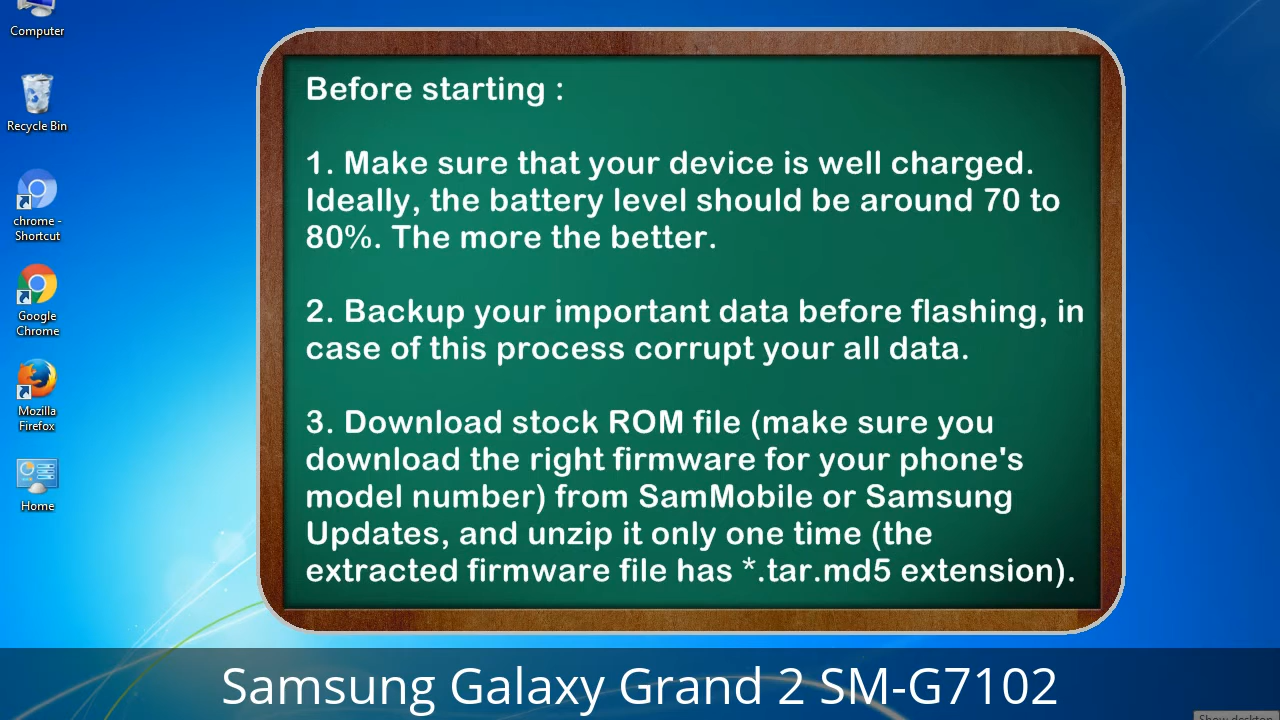 Computer
Recycle Bin
chrome -
Shortcut
Google
Chrome
Mozilla
Firefox
Home
Before starting :
1. Make sure that your device is well charged.
Ideally, the battery level should be around 70 to
80%. The more the better.
2. Backup your important data before flashing, in
case of this process corrupt your all data.
3. Download stock ROM file (make sure you
download the right firmware for your phone's
model number) from SamMobile or Samsung
Updates, and unzip it only one time (the
extracted firmware file has *.tar.md5 extension).
Samsung Galaxy Grand 2 SM-G7102
Show desktop